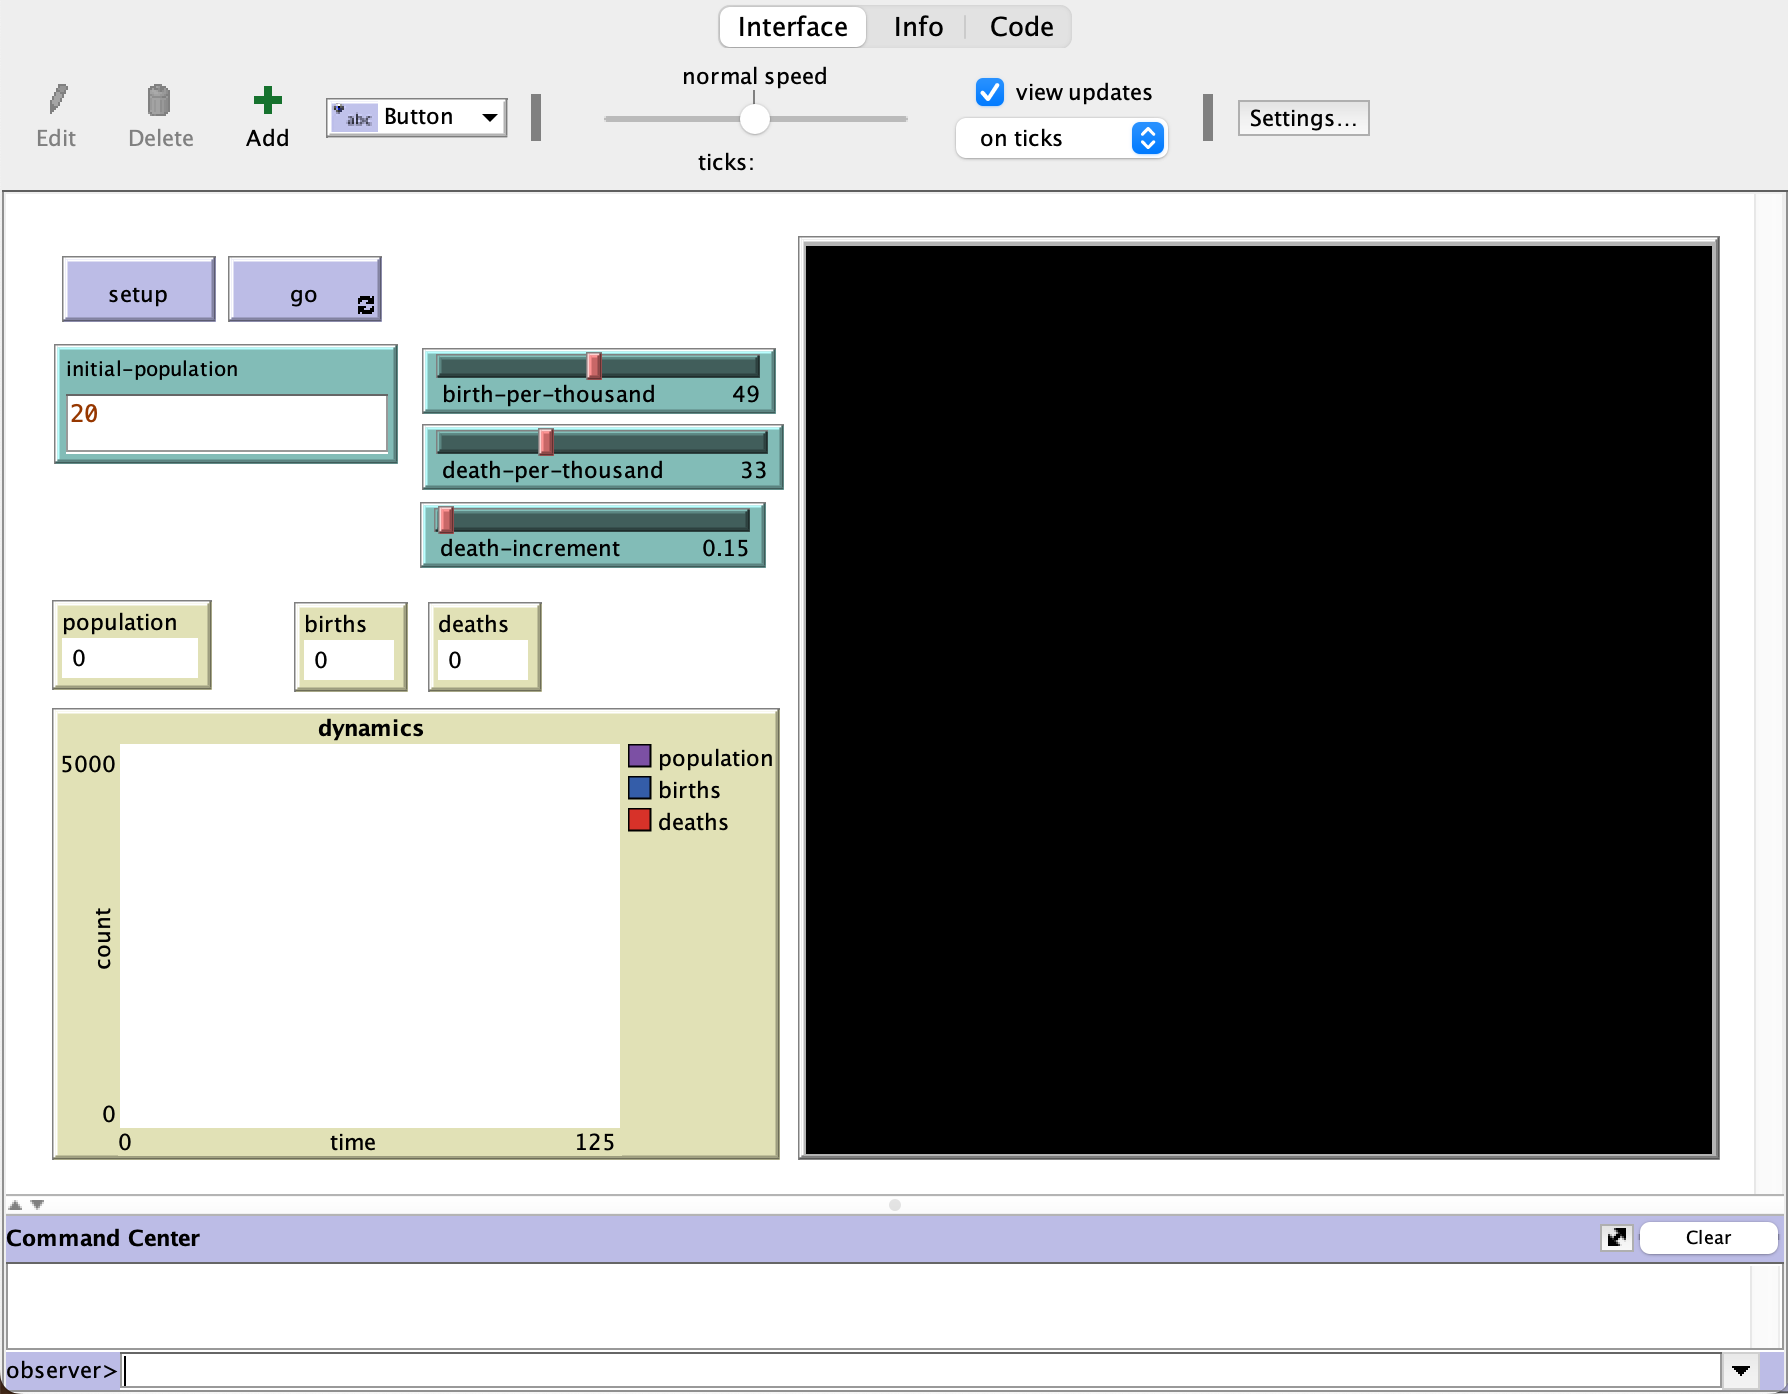 Interface Info Code
normal speed
view updates
Edit Delete Add
abc Button
on ticks
Settings...
ticks:
setup go
initial-population
20
birth-per-thousand 49
death-per-thousand 33
death-increment 0.15
population
0
births
0
deaths
0
dynamics
5000
count
0
0 time 125
population
births
deaths
Command Center Clear
observer>